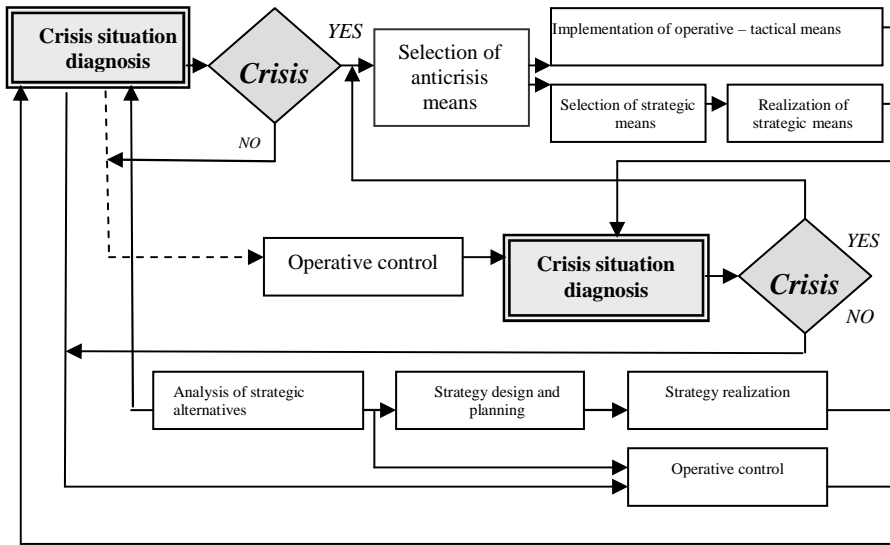 Crisis situation
diagnosis
Crisis
YES
NO
Selection of
anticrisis
means
Implementation of operative – tactical means
Selection of strategic
means
Realization of
strategic means
Operative control
Crisis situation
diagnosis
Crisis
YES
NO
Analysis of strategic
alternatives
Strategy design and
planning
Strategy realization
Operative control